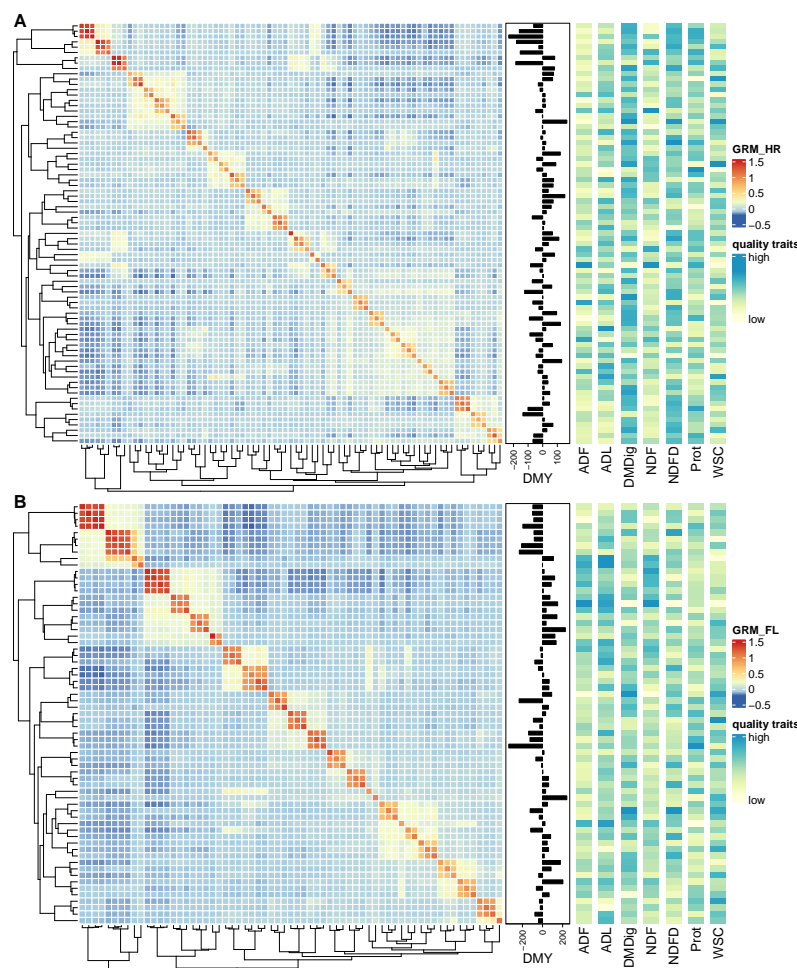 A
GRM_HR
1.5
1
0.5
0
−0.5
quality traits
high
low
−200
−100
0
100
DMY
ADF
ADL
DMDig
NDF
NDFD
Prot
WSC
B
GRM_FL
1.5
1
0.5
0
−0.5
quality traits
high
low
−200
0
200
DMY
ADF
ADL
DMDig
NDF
NDFD
Prot
WSC